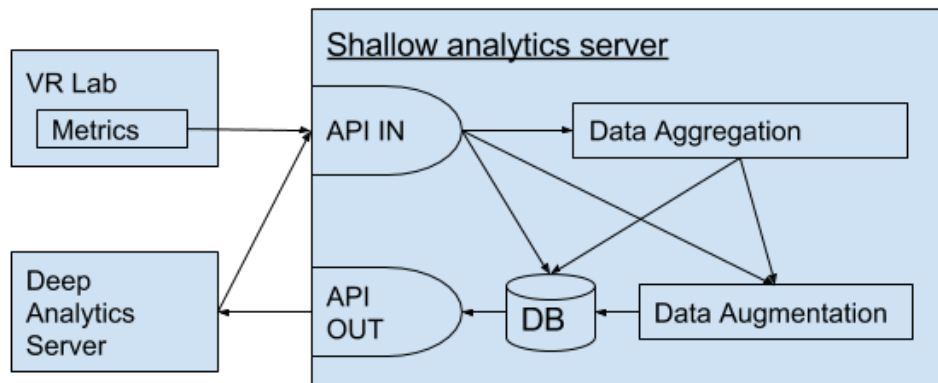 Shallow analytics server
VR Lab
Metrics
API IN
Data Aggregation
Deep
Analytics
Server
API
OUT
DB
Data Augmentation